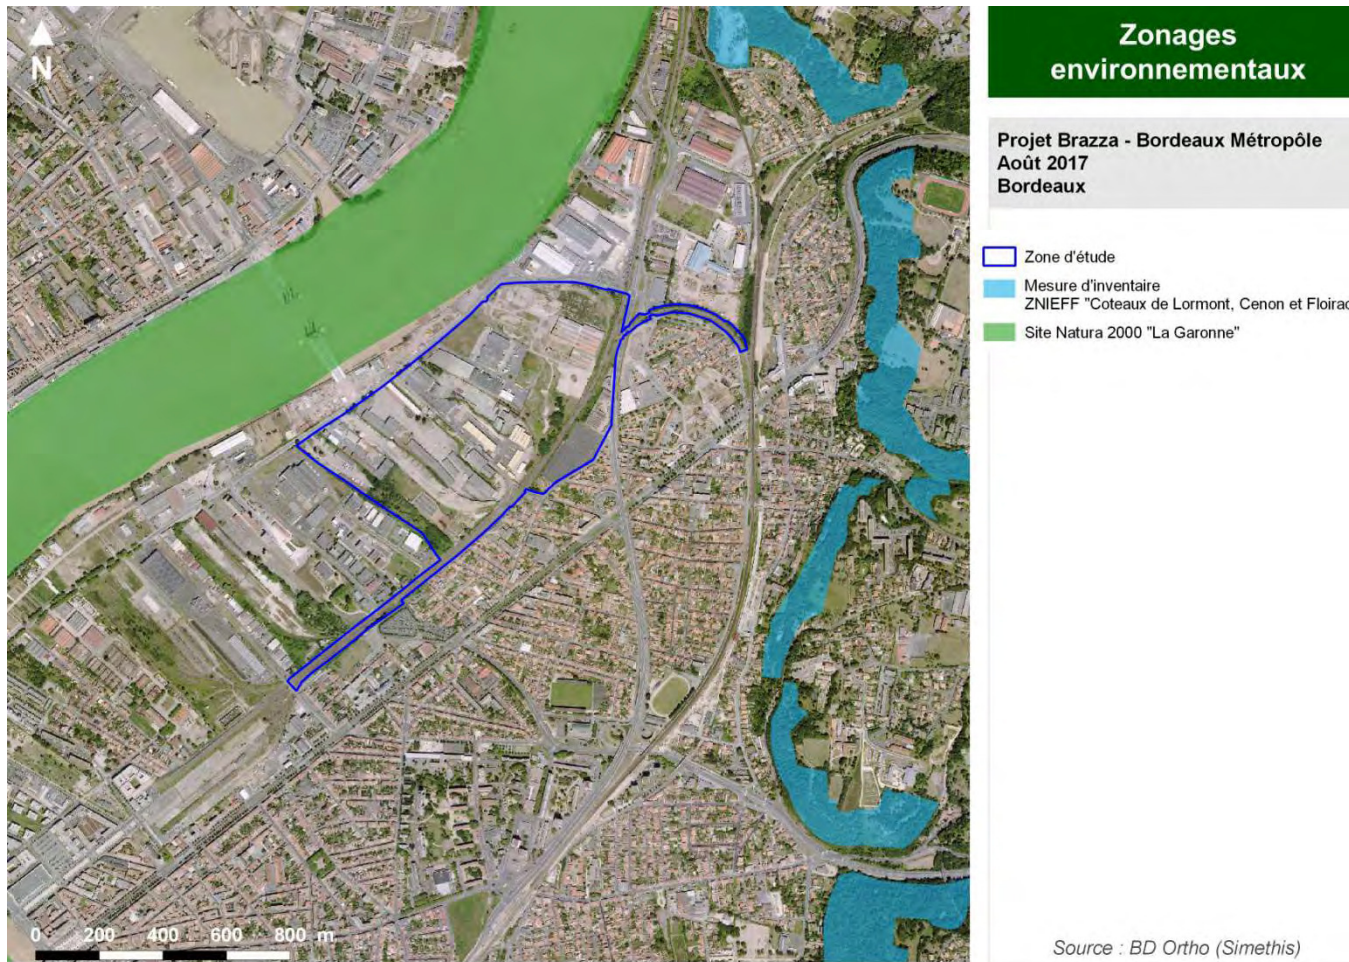 N
Zonages
environnementaux
Projet Brazza - Bordeaux Métropôle
Août 2017
Bordeaux
Zone d'étude
Mesure d'inventaire
ZNIEFF "Coteaux de Lormont, Cenon et Floirac
Site Natura 2000 "La Garonne"
0 200 400 600 800 m
Source : BD Ortho (Simethis)